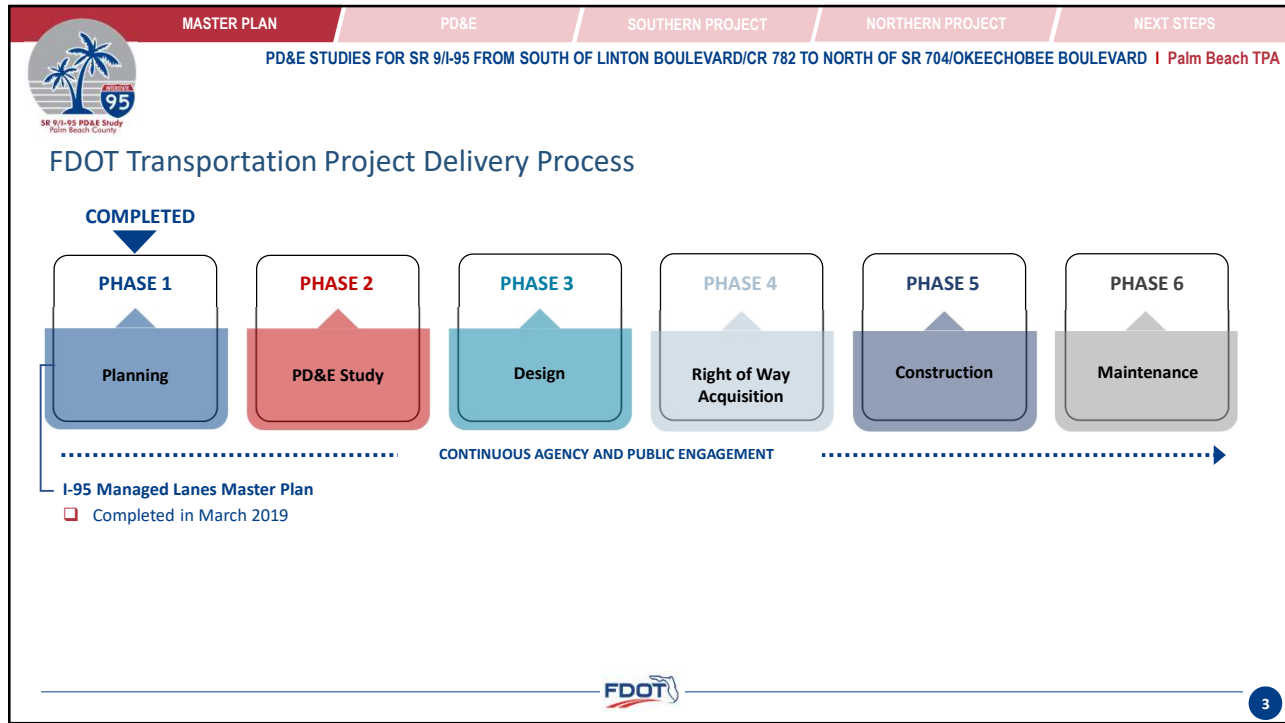 MASTER PLAN
PD&E
SOUTHERN PROJECT
NORTHERN PROJECT
NEXT STEPS
PD&E STUDIES FOR SR 9/I-95 FROM SOUTH OF LINTON BOULEVARD/CR 782 TO NORTH OF SR 704/OKEECHOBEE BOULEVARD I Palm Beach TPA
INTERSTATE
95
SR 9/I-95 PD&E Study
Palm Beach County
FDOT Transportation Project Delivery Process
COMPLETED
PHASE 1
PHASE 2
PHASE 3
PHASE 4
PHASE 5
PHASE 6
Planning
PD&E Study
Design
Right of Way
Acquisition
Construction
Maintenance
CONTINUOUS AGENCY AND PUBLIC ENGAGEMENT
I-95 Managed Lanes Master Plan
❑ Completed in March 2019
FDOT
3